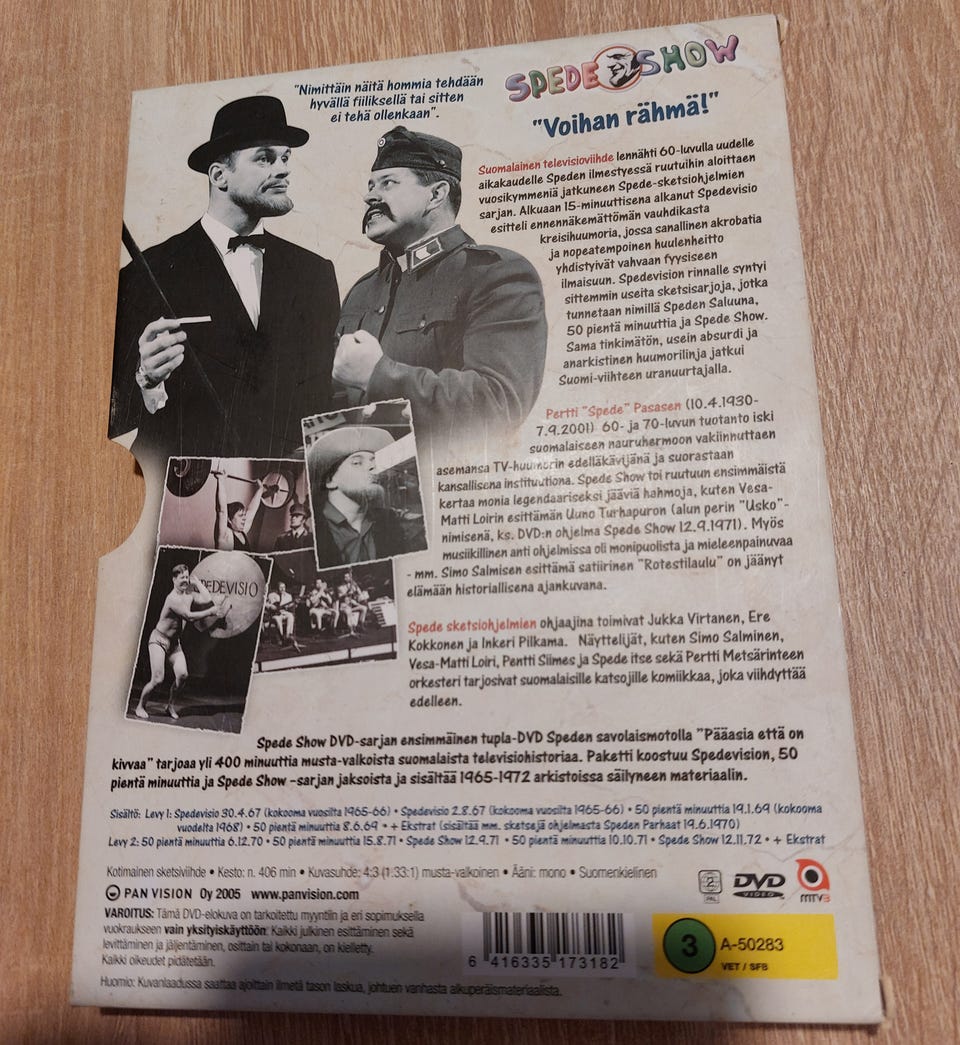 "Nimittäin näitä hommia tehdään
hyvällä fiiliksellä tai sitten
ei tehä ollenkaan".
SPEDE SHOW
"Voihan rähmä!"
Suomalainen televisioviihde lennähti 60-luvulla uudelle
aikakaudelle Speden ilmestyessä ruutuihin aloittaen
vuosikymmeniä jatkuneen Spede-sketsiohjelmien
sarjan. Alkuaan 15-minuuttisena alkanut Spedevisio
esitteli ennennäkemättömän vauhdikasta
kreisihuumoria, jossa sanallinen akrobatia
ja nopeatempoinen huulenheitto
yhdistyivät vahvaan fyysiseen
ilmaisuun. Spedevision rinnalle syntyi
sittemmin useita sketsisarjoja, jotka
tunnetaan nimillä Speden Saluuna,
50 pientä minuuttia ja Spede Show.
Sama tinkimätön, usein absurdi ja
anarkistinen huumorilinja jatkui
Suomi-viihteen uranuurtajalla.
Pertti "Spede" Pasasen (10.4.1930-
7.9.2001) 60- ja 70-luvun tuotanto iski
suomalaiseen nauruhermoon vakiinnuttaen
asemansa TV-huumorin edelläkävijänä ja suorastaan
kansallisena instituutiona. Spede Show toi ruutuun ensimmäistä
kertaa monia legendaariseksi jääviä hahmoja, kuten Vesa-
Matti Loirin esittämän Uuno Turhapuron (alun perin "Usko"-
nimisenä, ks. DVD:n ohjelma Spede Show 12.9.1971). Myös
musiikillinen anti ohjelmissa oli monipuolista ja mieleenpainuvaa
- mm. Simo Salmisen esittämä satiirinen "Rotestilaulu" on jäänyt
elämään historiallisena ajankuvana.
SPEDEVISIO
Spede sketsiohjelmien ohjaajina toimivat Jukka Virtanen, Ere
Kokkonen ja Inkeri Pilkama. Näyttelijät, kuten Simo Salminen,
Vesa-Matti Loiri, Pentti Siimes ja Spede itse sekä Pertti Metsärinteen
orkesteri tarjosivat suomalaisille katsojille komiikkaa, joka viihdyttää
edelleen.
Spede Show DVD-sarjan ensimmäinen tupla-DVD Speden savolaismotolla "Pääasia että on
kivvaa" tarjoaa yli 400 minuuttia musta-valkoista suomalaista televisiohistoriaa. Paketti koostuu Spedevision, 50
pientä minuuttia ja Spede Show -sarjan jaksoista ja sisältää 1965-1972 arkistoissa säilyneen materiaalin.
Sisältö: Levy 1: Spedevisio 30.4.67 (kokooma vuosilta 1965-66) • Spedevisio 2.8.67 (kokooma vuosilta 1965-66) • 50 pientä minuuttia 19.1.69 (kokooma
vuodelta 1968) • 50 pientä minuuttia 8.6.69 • + Ekstrat (sisältää mm. sketsejä ohjelmasta Speden Parhaat 19.6.1970)
Levy 2: 50 pientä minuuttia 6.12.70 • 50 pientä minuuttia 15.8.71 • Spede Show 12.9.71 • 50 pientä minuuttia 10.10.71 • Spede Show 12.11.72 • + Ekstrat
Kotimainen sketsiviihde • Kesto: n. 406 min • Kuvasuhde: 4:3 (1:33:1) musta-valkoinen • Ääni: mono • Suomenkielinen
PAN VISION Oy 2005 www.panvision.com
2
PAL
DVD
VIDEO
MTV3
VAROITUS: Tämä DVD-elokuva on tarkoitettu myyntiin ja eri sopimuksella
vuokraukseen vain yksityiskäyttöön. Kaikki julkinen esittäminen sekä
levittäminen ja jäljentäminen, osittain tai kokonaan, on kielletty.
Kaikki oikeudet pidätetään.
6 416335 173182
3 A-50283
VET / SFB
Huomio: Kuvanlaadussa saattaa ajoittain ilmetä tason laskua, johtuen vanhasta alkuperäismateriaalista.